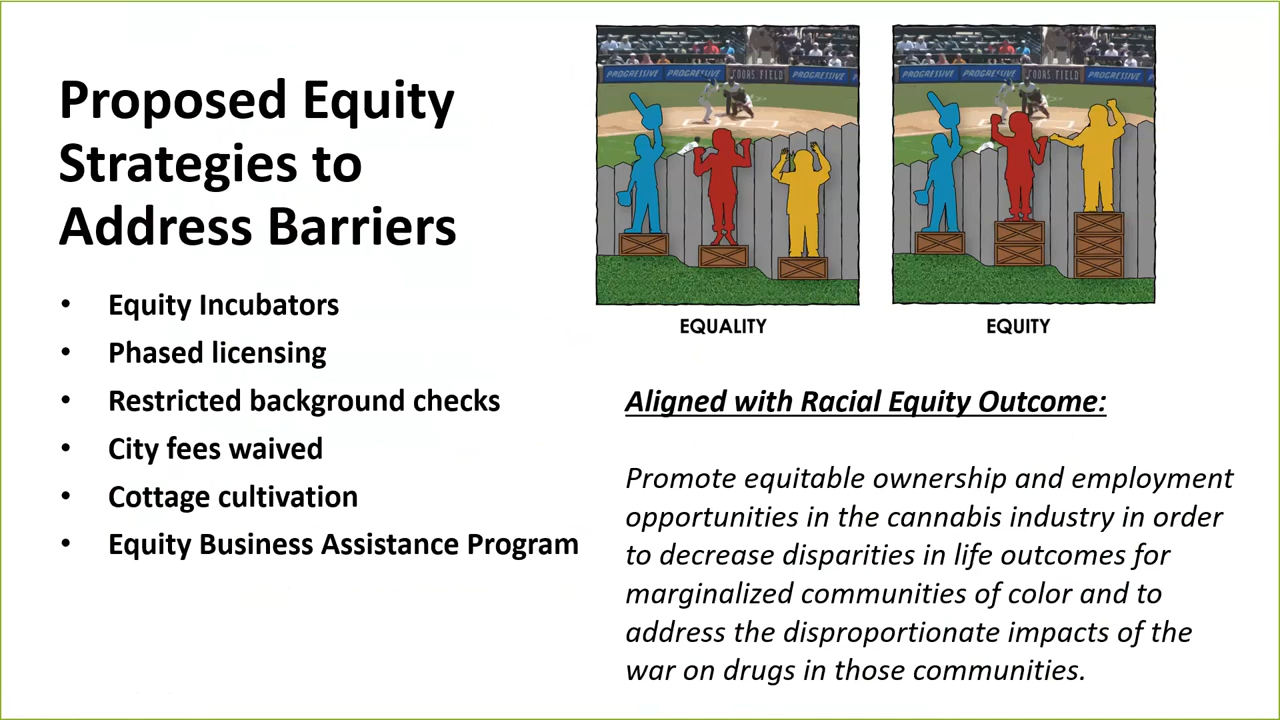 Proposed Equity
Strategies to
Address Barriers
• Equity Incubators
• Phased licensing
• Restricted background checks
• City fees waived
• Cottage cultivation
• Equity Business Assistance Program
PROGRESSIVE PROGRESSIVE COORS FIELD PROGRESSIVE
EQUALITY
PROGRESSIVE PROGRESSIVE COORS FIELD PROGRESSIVE
EQUITY
Aligned with Racial Equity Outcome:
Promote equitable ownership and employment
opportunities in the cannabis industry in order
to decrease disparities in life outcomes for
marginalized communities of color and to
address the disproportionate impacts of the
war on drugs in those communities.